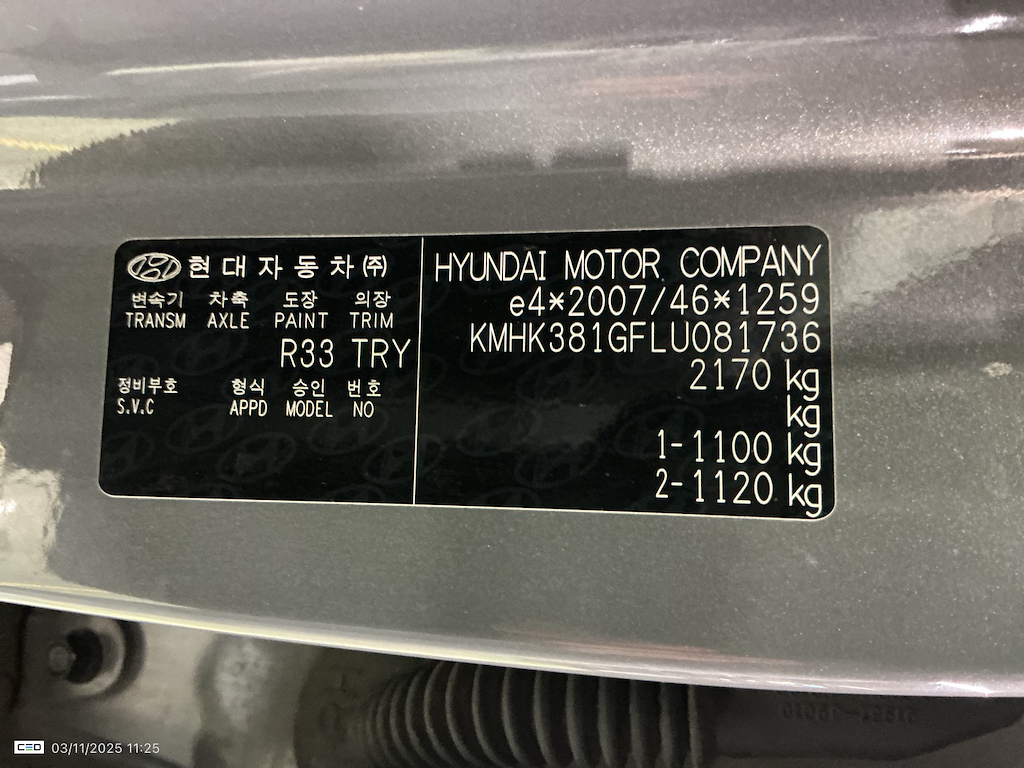 현대자동차(주)
변속기 차축 도장 의장
TRANSM AXLE PAINT TRIM
R33 TRY
정비부호 형식 승인 번호
S.V.C APPD MODEL NO
HYUNDAI MOTOR COMPANY
e4*2007/46*1259
KMHK381GFLU081736
2170 kg
kg
1-1100 kg
2-1120 kg
CEO 03/11/2025 11:25